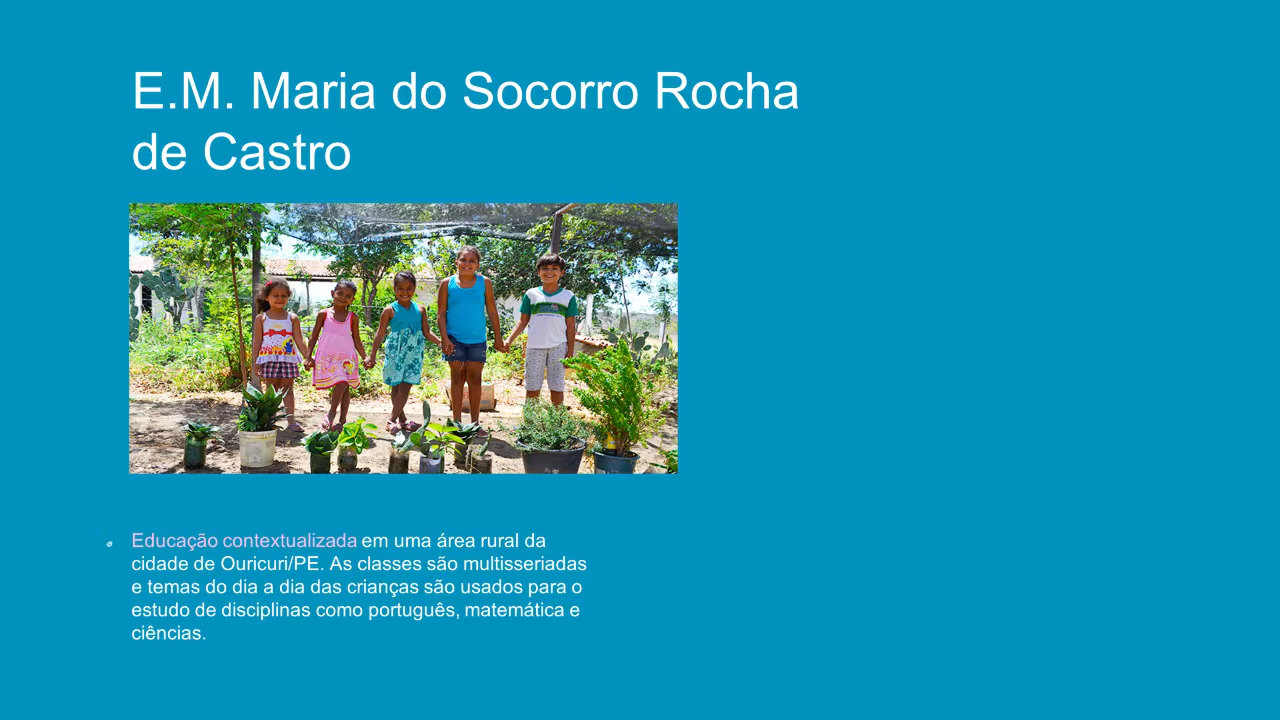 E.M. Maria do Socorro Rocha
de Castro
Educação contextualizada em uma área rural da
cidade de Ouricuri/PE. As classes são multisseriadas
e temas do dia a dia das crianças são usados para o
estudo de disciplinas como português, matemática e
ciências.